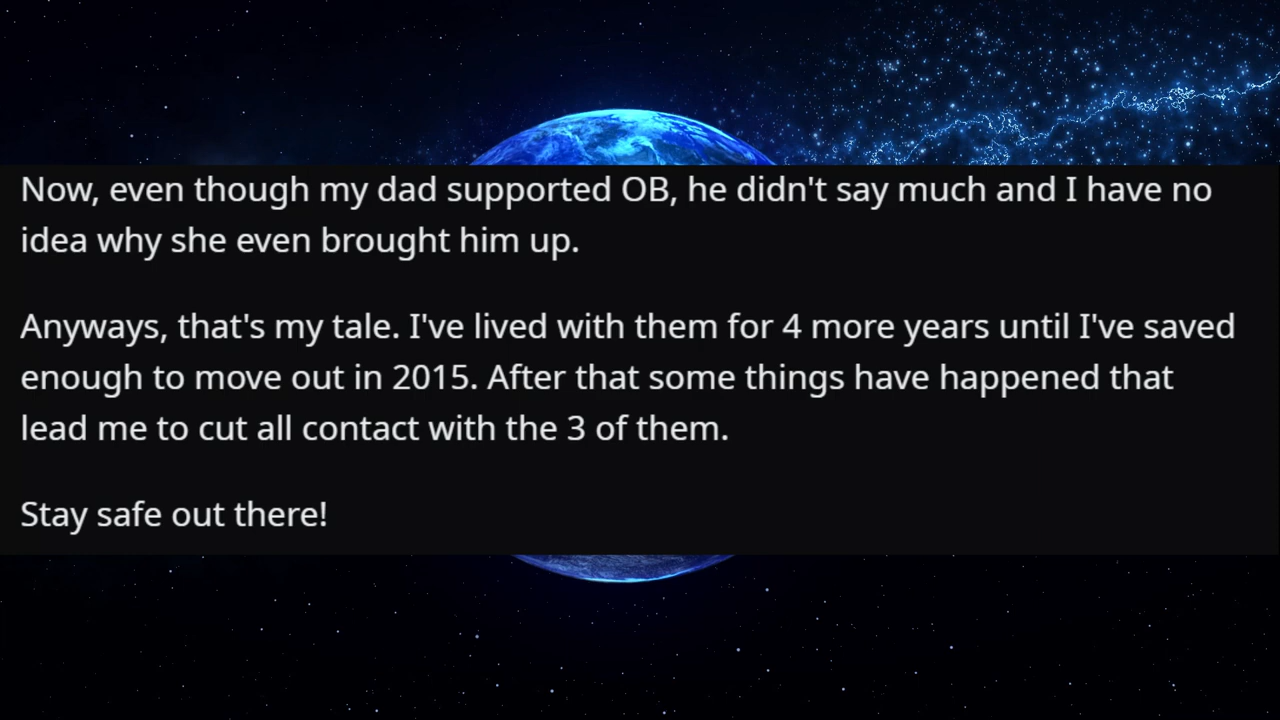 Now, even though my dad supported OB, he didn't say much and I have no
idea why she even brought him up.
Anyways, that's my tale. I've lived with them for 4 more years until I've saved
enough to move out in 2015. After that some things have happened that
lead me to cut all contact with the 3 of them.
Stay safe out there!